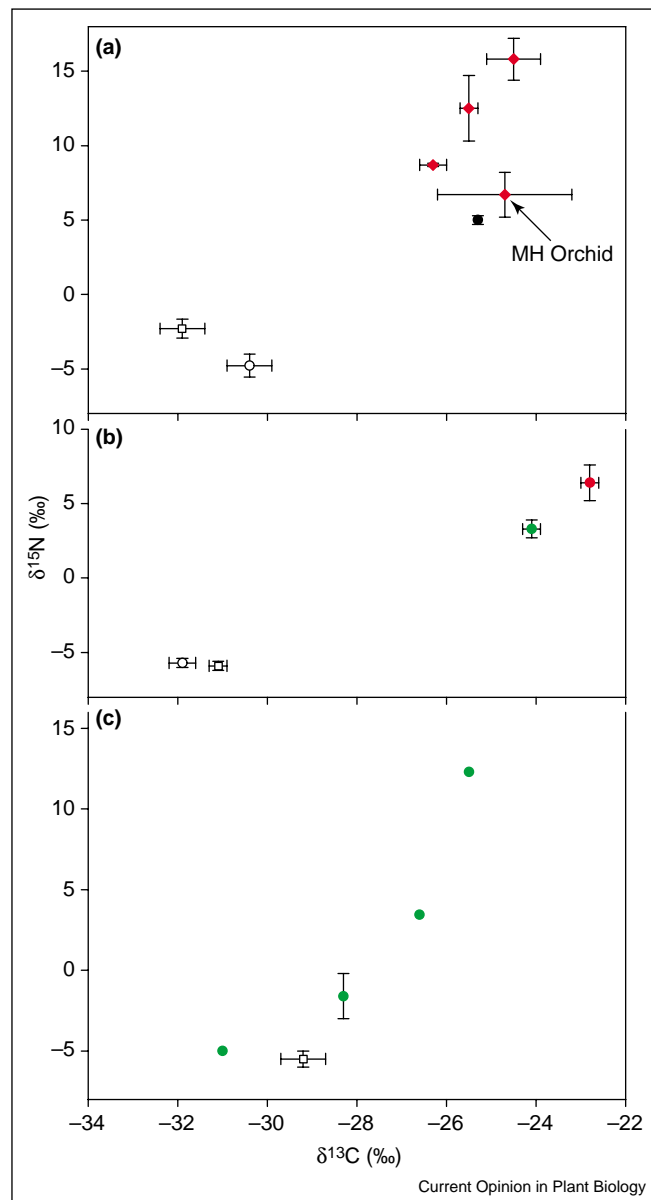 (a)
15
10
5
0
–5
MH Orchid
(b)
10
5
0
–5
δ15N (‰)
(c)
15
10
5
0
–5
–34 –32 –30 –28 –26 –24 –22
δ13C (‰)
Current Opinion in Plant Biology